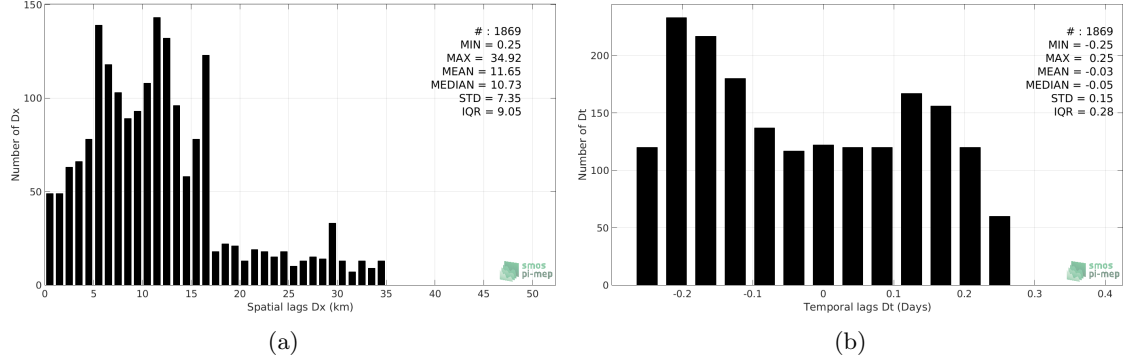 # : 1869
MIN = 0.25
MAX = 34.92
MEAN = 11.65
MEDIAN = 10.73
STD = 7.35
IQR = 9.05
150
100
50
0
Number of Dx
0 5 10 15 20 25 30 35 40 45 50
Spatial lags Dx (km)
smos
pi-mep
(a)
# : 1869
MIN = -0.25
MAX = 0.25
MEAN = -0.03
MEDIAN = -0.05
STD = 0.15
IQR = 0.28
200
150
100
50
0
Number of Dt
-0.2 -0.1 0 0.1 0.2 0.3 0.4
Temporal lags Dt (Days)
smos
pi-mep
(b)